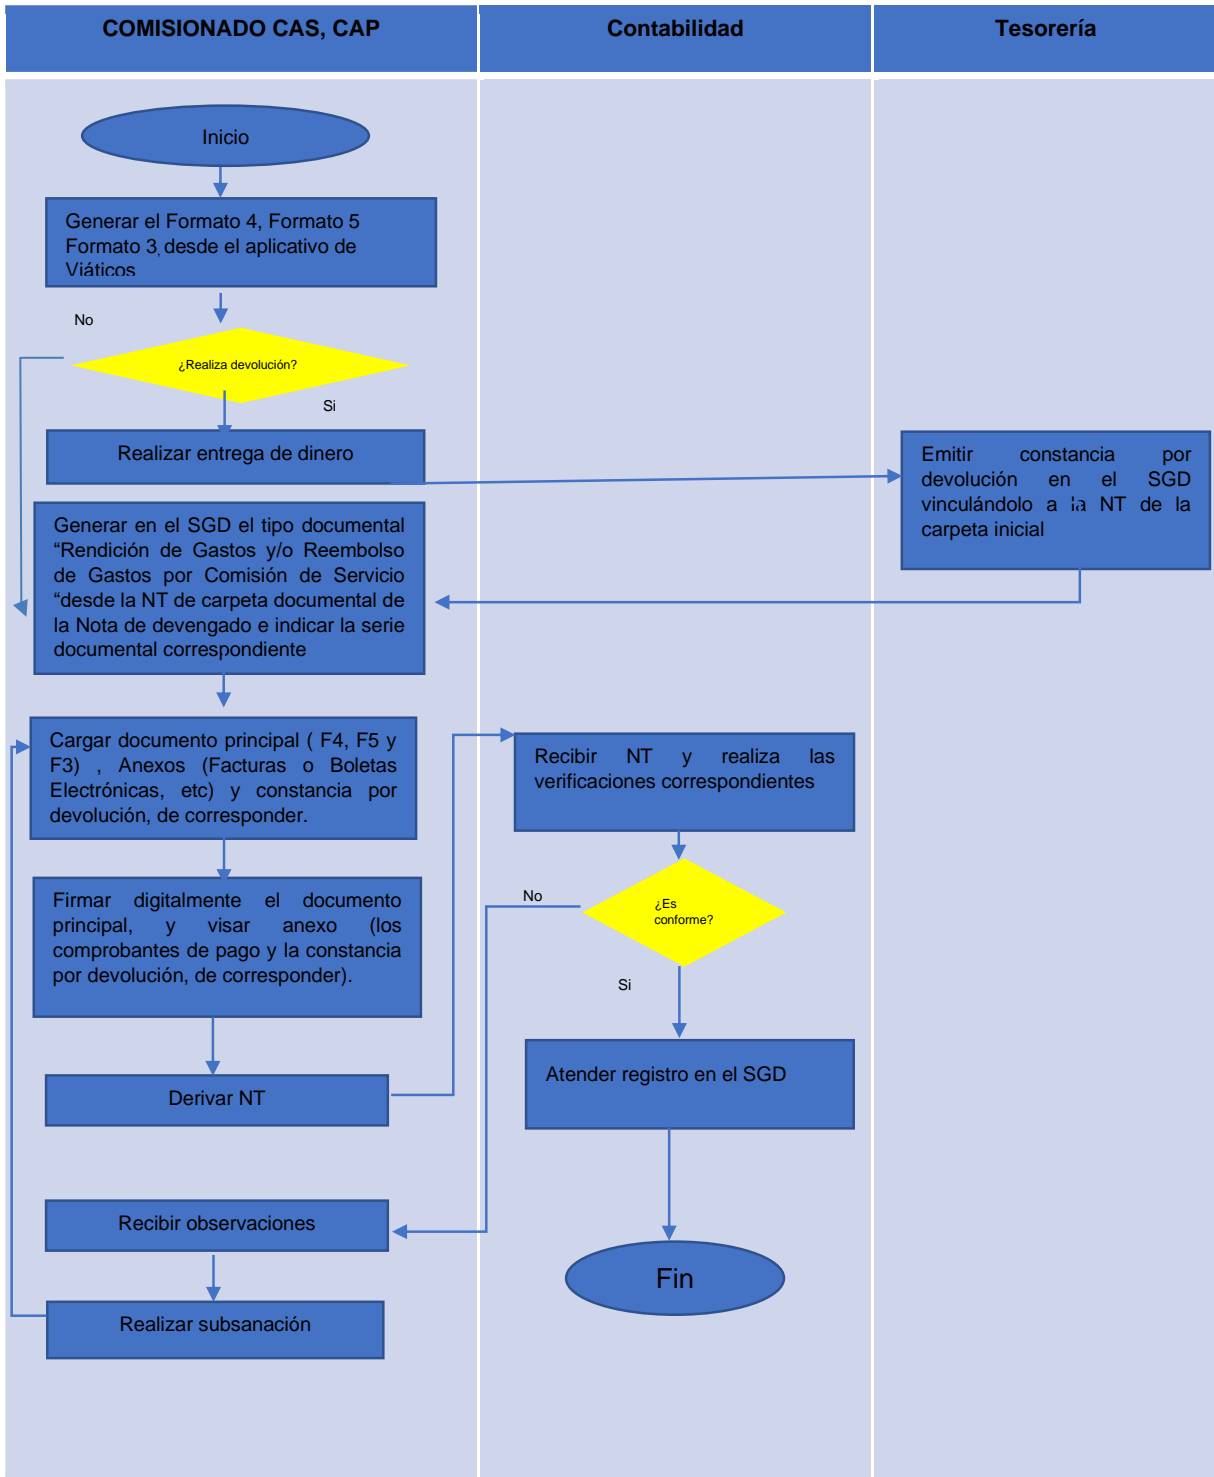 COMISIONADO CAS, CAP
Contabilidad
Tesorería
Inicio
Generar el Formato 4, Formato 5
Formato 3, desde el aplicativo de
Viáticos
No
¿Realiza devolución?
Si
Realizar entrega de dinero
Emitir constancia por
devolución en el SGD
vinculándolo a la NT de la
carpeta inicial
Generar en el SGD el tipo documental
“Rendición de Gastos y/o Reembolso
de Gastos por Comisión de Servicio
“desde la NT de carpeta documental de
la Nota de devengado e indicar la serie
documental correspondiente
Cargar documento principal ( F4, F5 y
F3) , Anexos (Facturas o Boletas
Electrónicas, etc) y constancia por
devolución, de corresponder.
Recibir NT y realiza las
verificaciones correspondientes
Firmar digitalmente el documento
principal, y visar anexo (los
comprobantes de pago y la constancia
por devolución, de corresponder).
No
¿Es
conforme?
Si
Derivar NT
Atender registro en el SGD
Recibir observaciones
Fin
Realizar subsanación